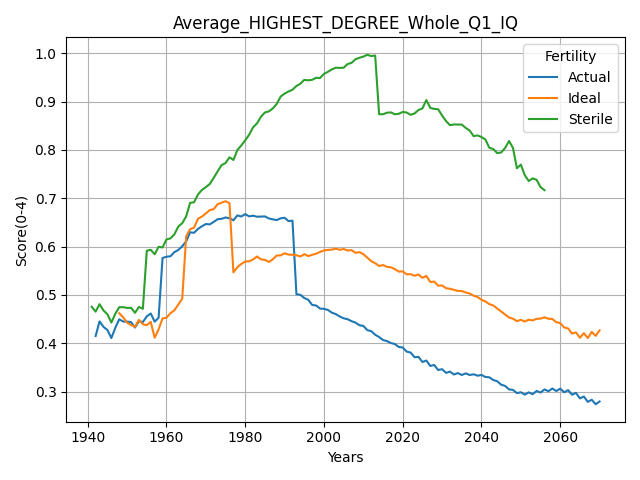 Average_HIGHEST_DEGREE_Whole_Q1_IQ
Fertility
Actual
Ideal
Sterile
Score(0-4)
1.0
0.9
0.8
0.7
0.6
0.5
0.4
0.3
1940 1960 1980 2000 2020 2040 2060
Years